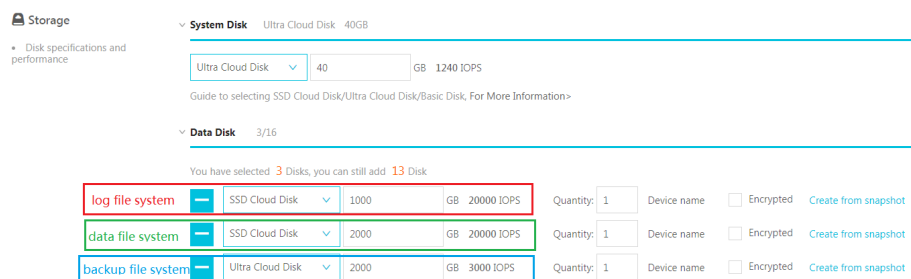 Storage
System Disk Ultra Cloud Disk 40GB
• Disk specifications and
performance
Ultra Cloud Disk 40 GB 1240 IOPS
Guide to selecting SSD Cloud Disk/Ultra Cloud Disk/Basic Disk, For More Information>
Data Disk 3/16
You have selected 3 Disks, you can still add 13 Disk
log file system SSD Cloud Disk 1000 GB 20000 IOPS Quantity: 1 Device name Encrypted Create from snapshot
data file system SSD Cloud Disk 2000 GB 20000 IOPS Quantity: 1 Device name Encrypted Create from snapshot
backup file system Ultra Cloud Disk 2000 GB 3000 IOPS Quantity: 1 Device name Encrypted Create from snapshot